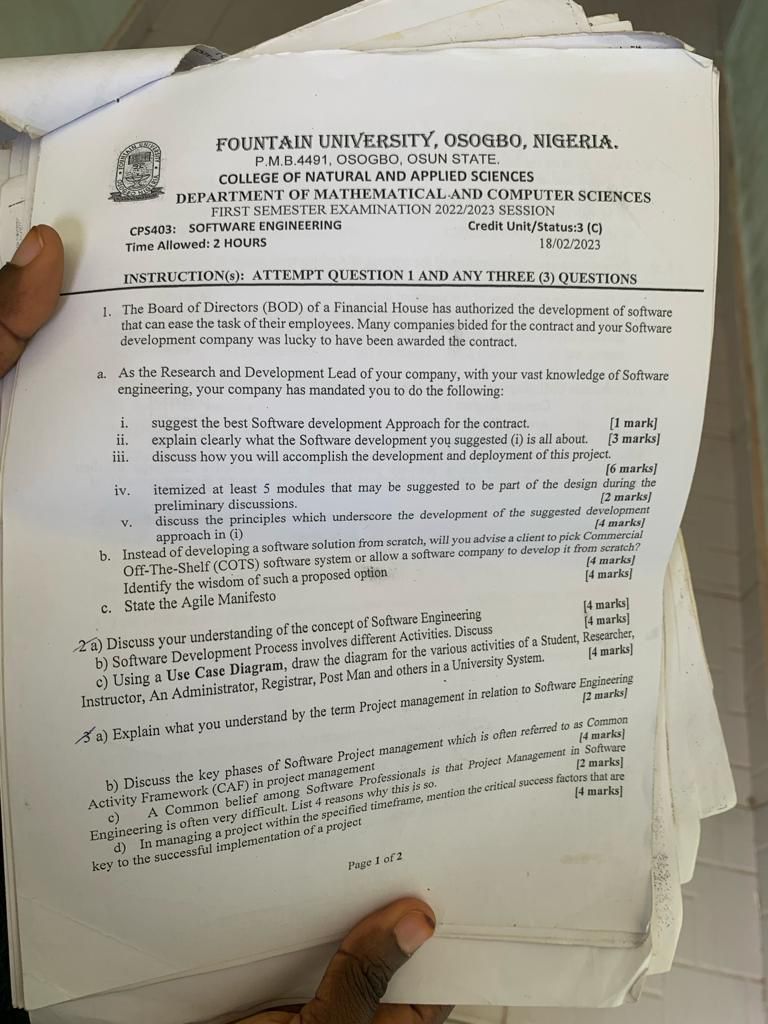 FOUNTAIN UNIVERSITY, OSOGBO, NIGERIA.
P.M.B.4491, OSOGBO, OSUN STATE.
COLLEGE OF NATURAL AND APPLIED SCIENCES
DEPARTMENT OF MATHEMATICAL AND COMPUTER SCIENCES
FIRST SEMESTER EXAMINATION 2022/2023 SESSION
CPS403: SOFTWARE ENGINEERING Credit Unit/Status:3 (C)
Time Allowed: 2 HOURS 18/02/2023
INSTRUCTION(s): ATTEMPT QUESTION 1 AND ANY THREE (3) QUESTIONS
1. The Board of Directors (BOD) of a Financial House has authorized the development of software
that can ease the task of their employees. Many companies bided for the contract and your Software
development company was lucky to have been awarded the contract.
a. As the Research and Development Lead of your company, with your vast knowledge of Software
engineering, your company has mandated you to do the following:
i. suggest the best Software development Approach for the contract. [1 mark]
ii. explain clearly what the Software development you suggested (i) is all about. [3 marks]
iii. discuss how you will accomplish the development and deployment of this project.
[6 marks]
iv. itemized at least 5 modules that may be suggested to be part of the design during the
preliminary discussions. [2 marks]
v. discuss the principles which underscore the development of the suggested development
approach in (i) [4 marks]
b. Instead of developing a software solution from scratch, will you advise a client to pick Commercial
Off-The-Shelf (COTS) software system or allow a software company to develop it from scratch?
Identify the wisdom of such a proposed option [4 marks]
c. State the Agile Manifesto [4 marks]
2 a) Discuss your understanding of the concept of Software Engineering [4 marks]
b) Software Development Process involves different Activities. Discuss [4 marks]
c) Using a Use Case Diagram, draw the diagram for the various activities of a Student, Researcher,
Instructor, An Administrator, Registrar, Post Man and others in a University System. [4 marks]
3 a) Explain what you understand by the term Project management in relation to Software Engineering
[2 marks]
b) Discuss the key phases of Software Project management which is often referred to as Common
Activity Framework (CAF) in project management [4 marks]
c) A Common belief among Software Professionals is that Project Management in Software
Engineering is often very difficult. List 4 reasons why this is so. [2 marks]
d) In managing a project within the specified timeframe, mention the critical success factors that are
key to the successful implementation of a project [4 marks]
Page 1 of 2